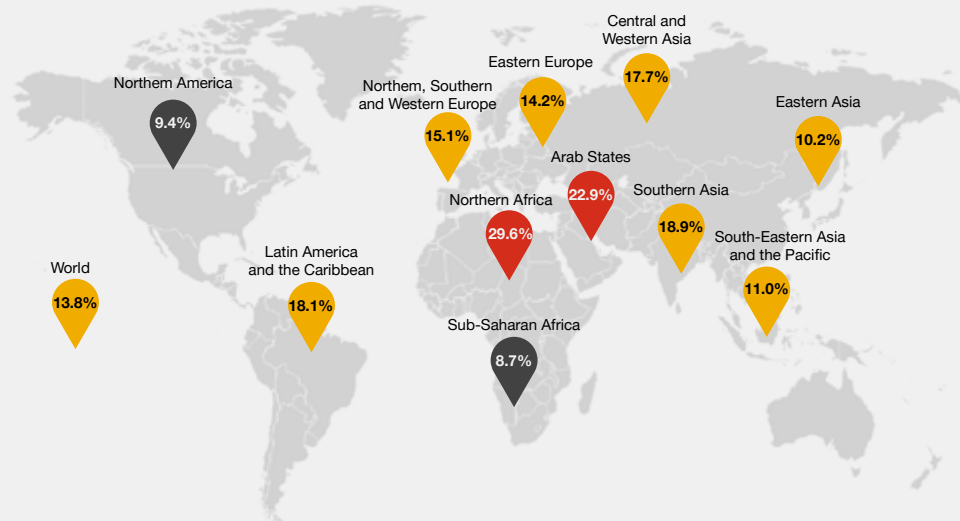 Central and
Western Asia
17.7%
Eastern Europe
14.2%
Northem America
9.4%
Northem, Southern
and Western Europe
15.1%
Eastern Asia
10.2%
Arab States
22.9%
Northern Africa
29.6%
Southern Asia
18.9%
South-Eastern Asia
and the Pacific
11.0%
Latin America
and the Caribbean
18.1%
World
13.8%
Sub-Saharan Africa
8.7%